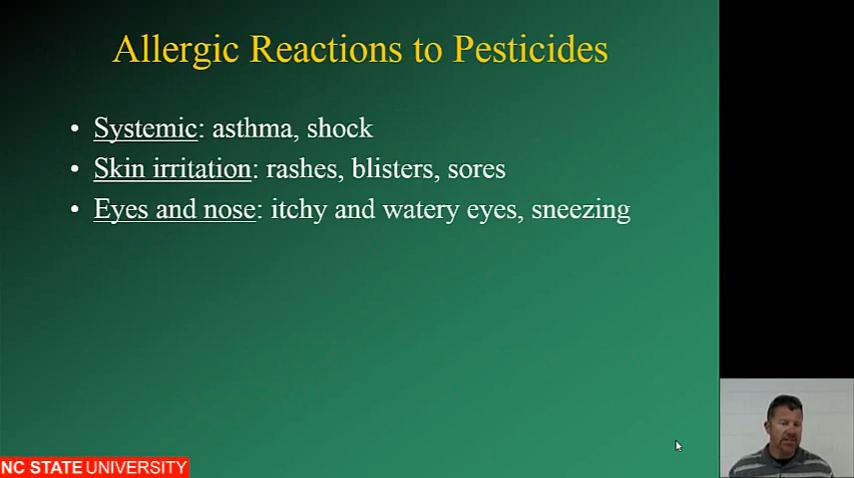 Allergic Reactions to Pesticides
• Systemic: asthma, shock
• Skin irritation: rashes, blisters, sores
• Eyes and nose: itchy and watery eyes, sneezing
NC STATE UNIVERSITY